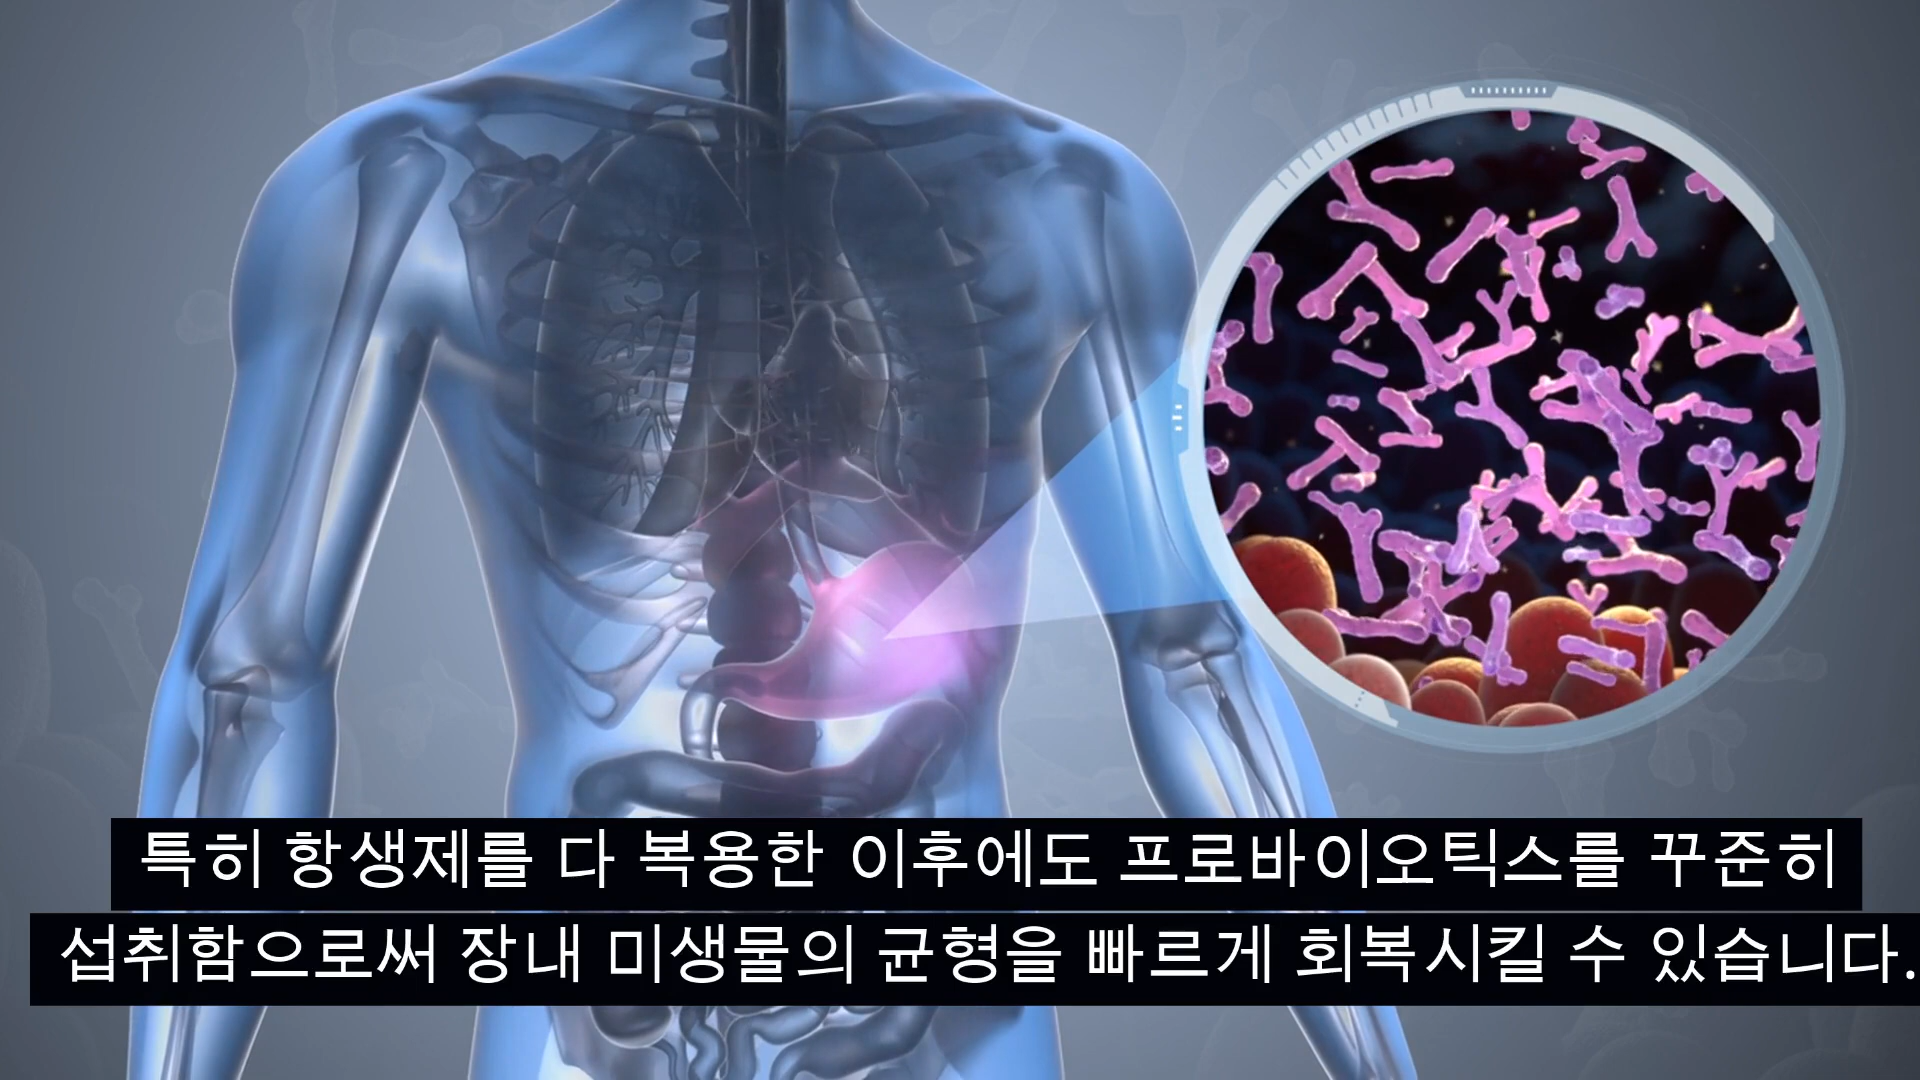 특히 항생제를 다 복용한 이후에도 프로바이오틱스를 꾸준히
섭취함으로써 장내 미생물의 균형을 빠르게 회복시킬 수 있습니다.